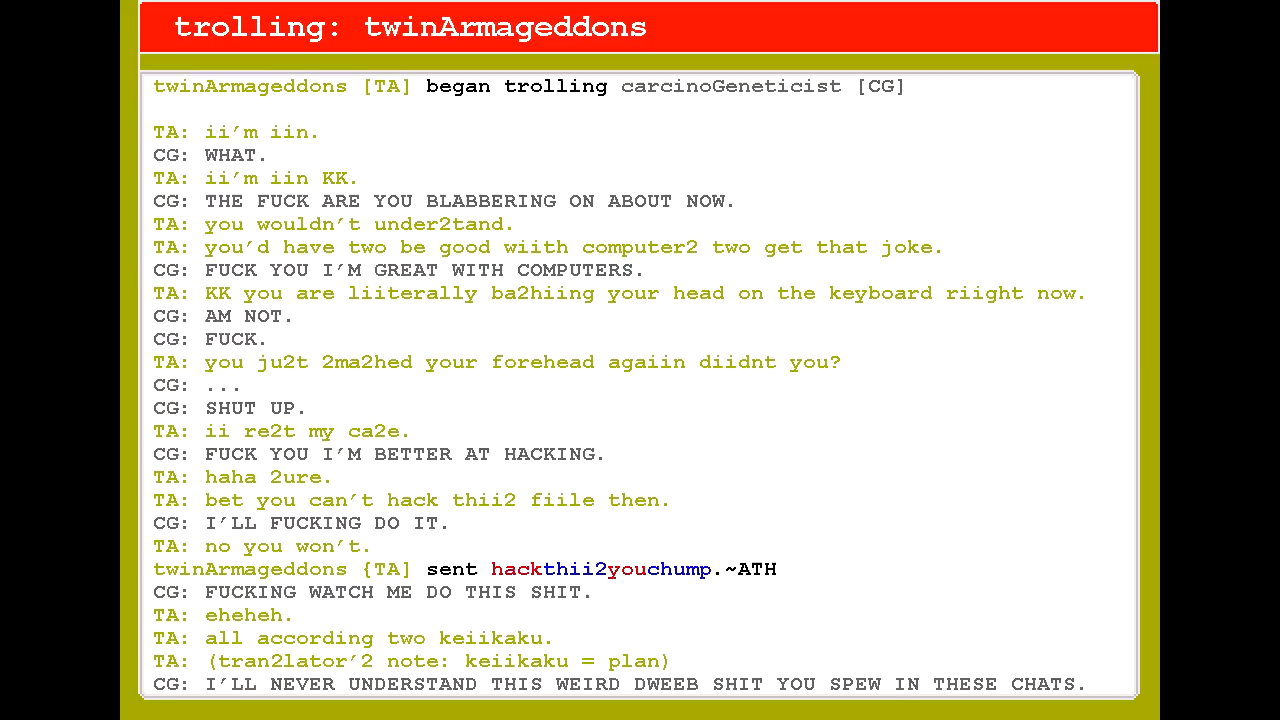 trolling: twinArmageddons
twinArmageddons [TA] began trolling carcinoGeneticist [CG]
TA: ii'm iin.
CG: WHAT.
TA: ii'm iin KK.
CG: THE FUCK ARE YOU BLABBERING ON ABOUT NOW.
TA: you wouldn't under2tand.
TA: you'd have two be good wiith computer2 two get that joke.
CG: FUCK YOU I'M GREAT WITH COMPUTERS.
TA: KK you are liiterally ba2hiing your head on the keyboard riight now.
CG: AM NOT.
CG: FUCK.
TA: you ju2t 2ma2hed your forehead agaiin diidnt you?
CG: ...
CG: SHUT UP.
TA: ii re2t my ca2e.
CG: FUCK YOU I'M BETTER AT HACKING.
TA: haha 2ure.
TA: bet you can't hack thii2 fiile then.
CG: I'LL FUCKING DO IT.
TA: no you won't.
twinArmageddons {TA] sent hackthii2youchump.~ATH
CG: FUCKING WATCH ME DO THIS SHIT.
TA: eheheh.
TA: all according two keiikaku.
TA: (tran2lator'2 note: keiikaku = plan)
CG: I'LL NEVER UNDERSTAND THIS WEIRD DWEEB SHIT YOU SPEW IN THESE CHATS.